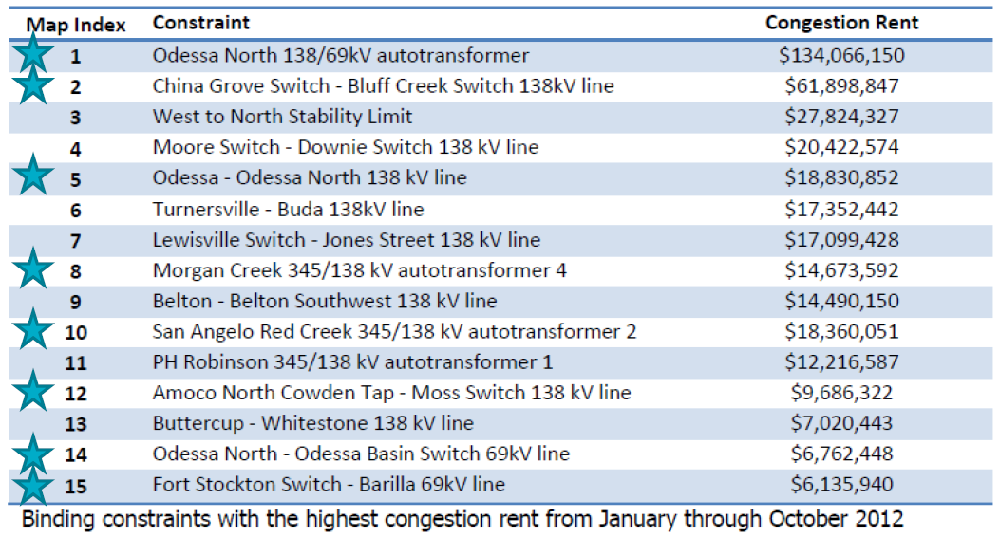 Map Index Constraint Congestion Rent
1 Odessa North 138/69kV autotransformer $134,066,150
2 China Grove Switch - Bluff Creek Switch 138kV line $61,898,847
3 West to North Stability Limit $27,824,327
4 Moore Switch - Downie Switch 138 kV line $20,422,574
5 Odessa - Odessa North 138 kV line $18,830,852
6 Turnersville - Buda 138kV line $17,352,442
7 Lewisville Switch - Jones Street 138 kV line $17,099,428
8 Morgan Creek 345/138 kV autotransformer 4 $14,673,592
9 Belton - Belton Southwest 138 kV line $14,490,150
10 San Angelo Red Creek 345/138 kV autotransformer 2 $18,360,051
11 PH Robinson 345/138 kV autotransformer 1 $12,216,587
12 Amoco North Cowden Tap - Moss Switch 138 kV line $9,686,322
13 Buttercup - Whitestone 138 kV line $7,020,443
14 Odessa North - Odessa Basin Switch 69kV line $6,762,448
15 Fort Stockton Switch - Barilla 69kV line $6,135,940
Binding constraints with the highest congestion rent from January through October 2012